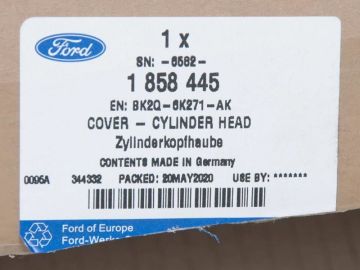 Ford
1 x
SN: -6582-
1 858 445
EN: BK2Q-6K271-AK
COVER - CYLINDER HEAD
Zylinderkopfhaube
CONTENTS MADE IN Germany
0095A 344332 PACKED: 20MAY2020 USE BY: *******
Ford of Europe
Ford-Werke